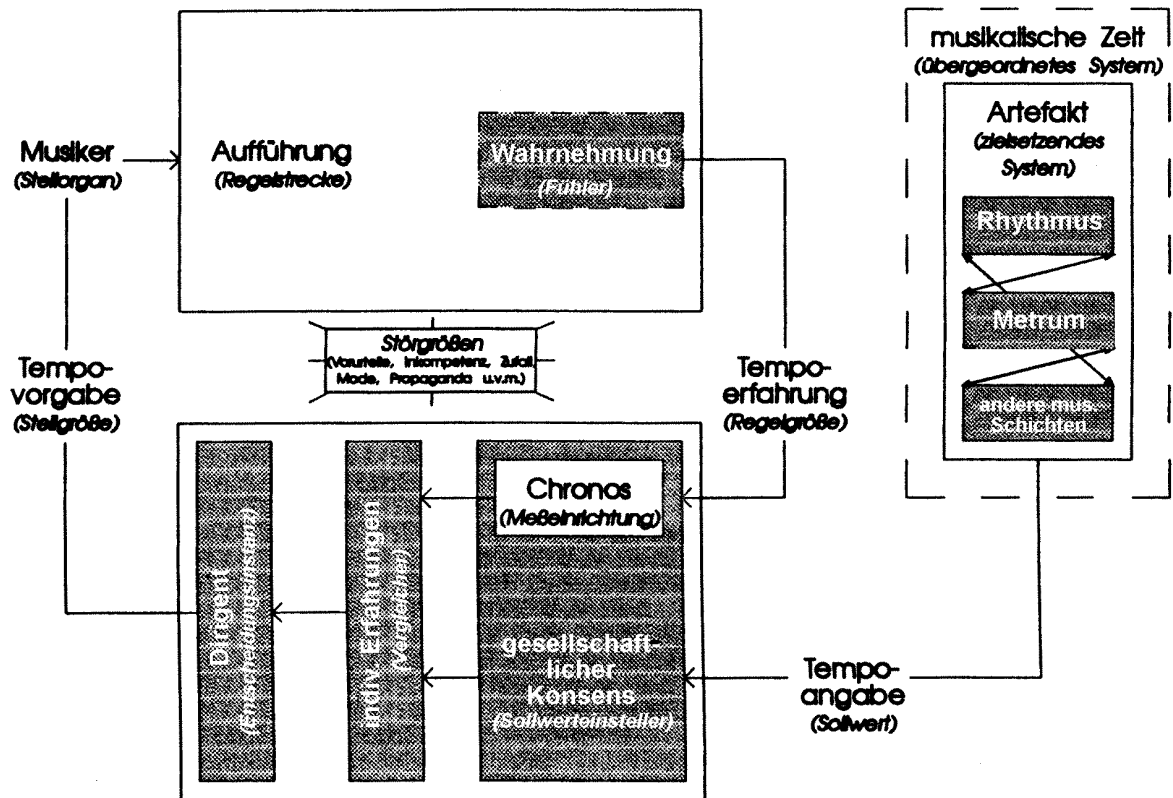 musikalische Zeit
(übergeordnetes System)
Artefakt
(zielsetzendes
System)
Rhythmus
Metrum
andere mus.
Schichten
Musiker
(Stellorgan)
Aufführung
(Regelstrecke)
Wahrnehmung
(Fühler)
Störgrößen
(Vorurteile, Inkompetenz, Zufall,
Mode, Propaganda u.v.m.)
Tempo-
vorgabe
(Stellgröße)
Tempo-
erfahrung
(Regelgröße)
Dirigent
(Entscheidungsinstanz)
indiv. Erfahrungen
(Vergleicher)
Chronos
(Meßeinrichtung)
gesellschaft-
licher
Konsens
(Sollwerteinsteller)
Tempo-
angabe
(Sollwert)